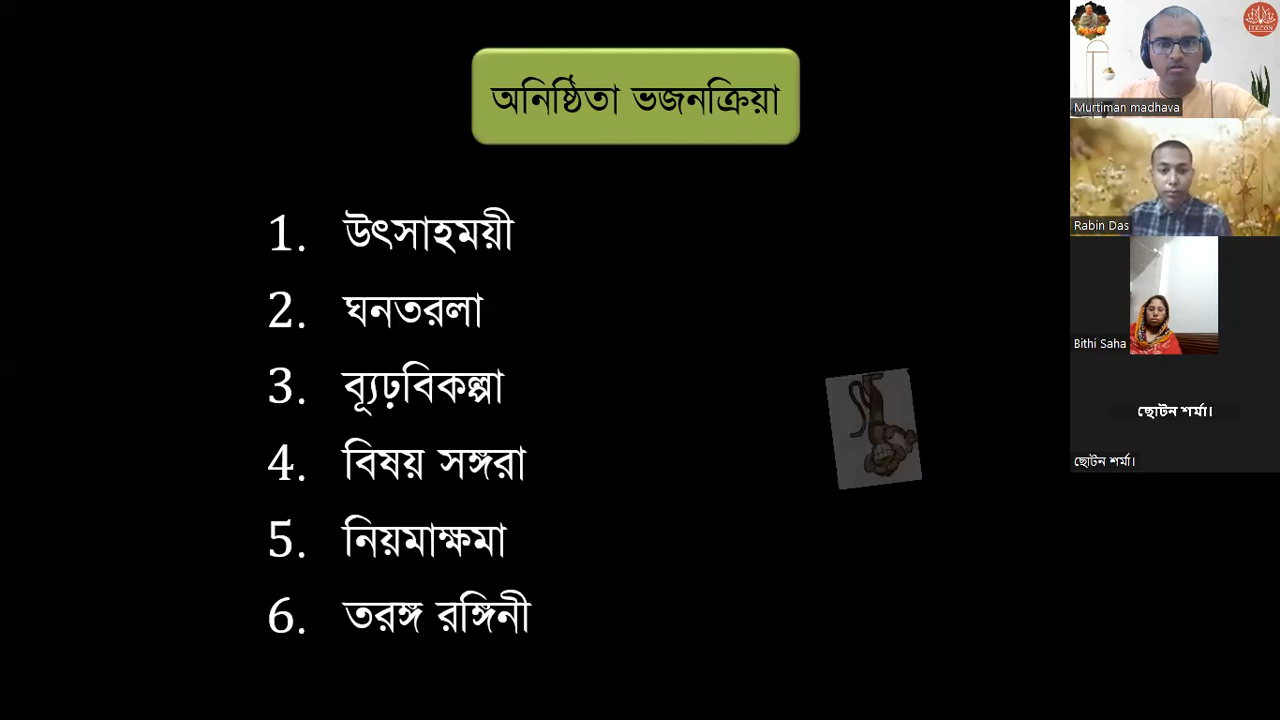 অনিষ্ঠিতা ভজনক্রিয়া
1. উৎসাহময়ী
2. ঘনতরলা
3. ব্যূঢ়বিকল্পা
4. বিষয় সঙ্গরা
5. নিয়মাক্ষমা
6. তরঙ্গ রঙ্গিনী
Murtiman madhava
Rabin Das
Bithi Saha
ছোটন শর্মা।
ছোটন শর্মা।
ISKCON